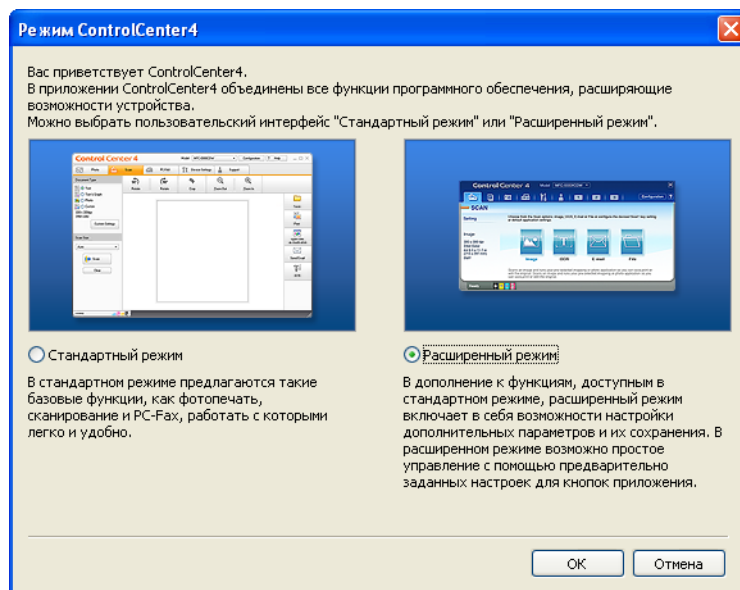 Режим ControlCenter4
Вас приветствует ControlCenter4.
В приложении ControlCenter4 объединены все функции программного обеспечения, расширяющие
возможности устройства.
Можно выбрать пользовательский интерфейс "Стандартный режим" или "Расширенный режим".
Control Center 4
Control Center 4
SCAN
Image
OCR
E-mail
File
Стандартный режим
В стандартном режиме предлагаются такие
базовые функции, как фотопечать,
сканирование и PC-Fax, работать с которыми
легко и удобно.
Расширенный режим
В дополнение к функциям, доступным в
стандартном режиме, расширенный режим
включает в себя возможности настройки
дополнительных параметров и их сохранения. В
расширенном режиме возможно простое
управление с помощью предварительно
заданных настроек для кнопок приложения.
ОК
Отмена